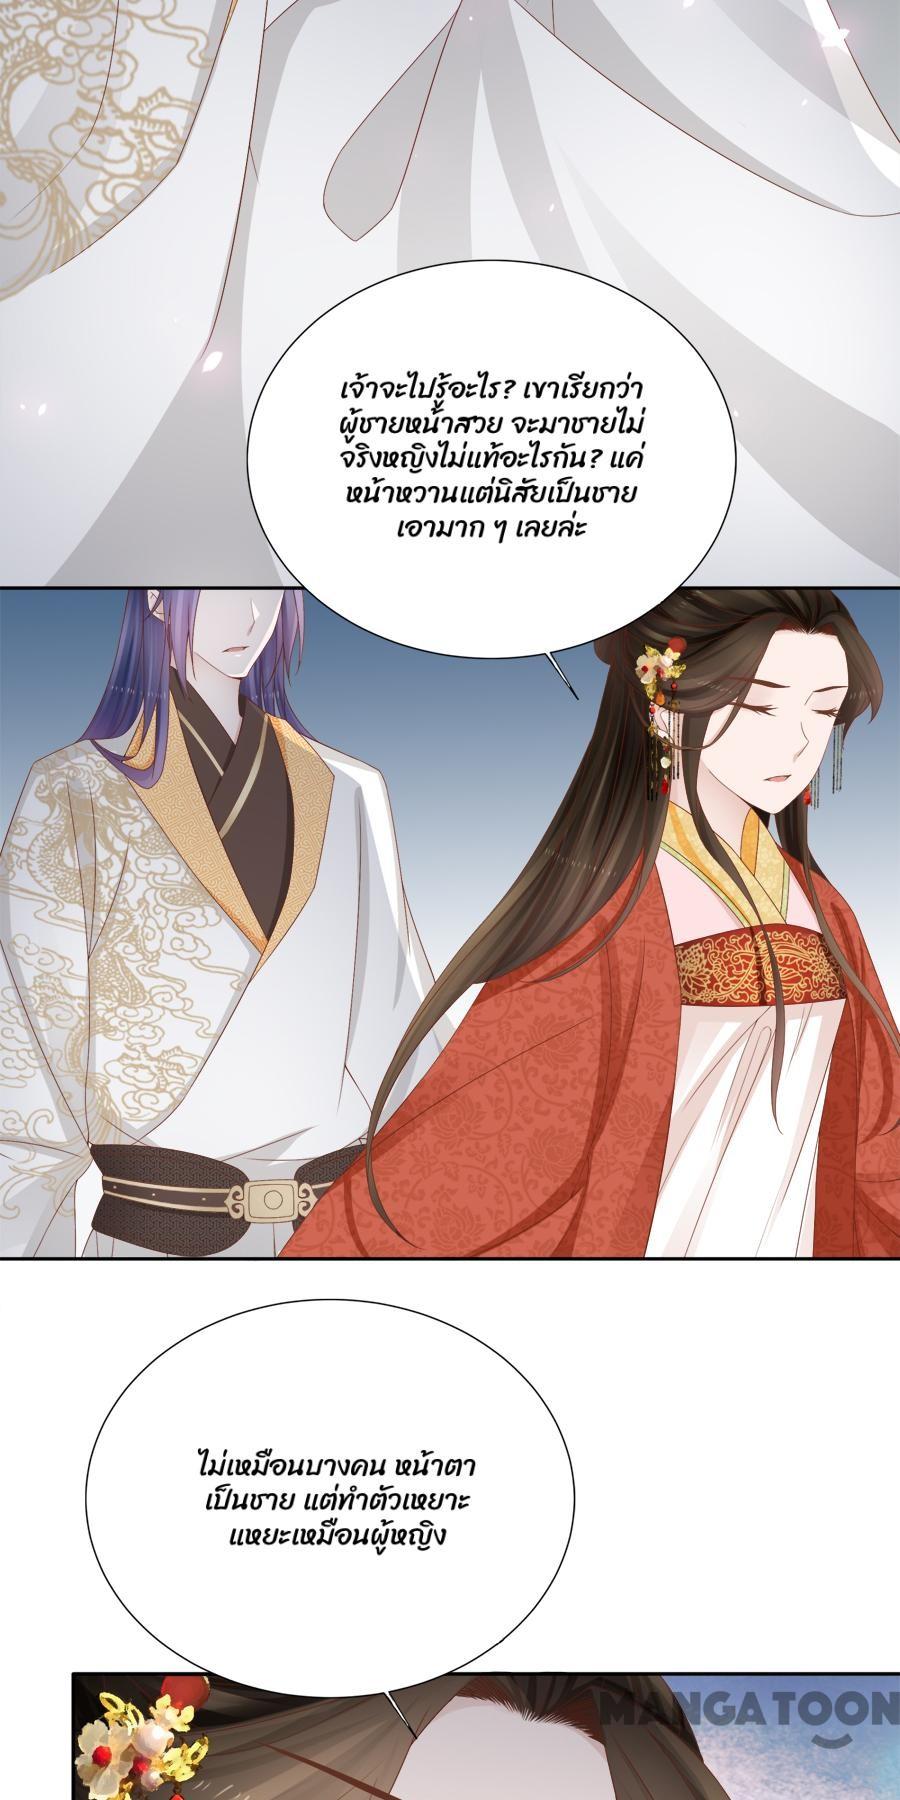 เจ้าจะไปรู้อะไร? เขาเรียกว่า
ผู้ชายหน้าสวย จะมาชายไม่
จริงหญิงไม่แท้อะไรกัน? แค่
หน้าหวานแต่นิสัยเป็นชาย
เอามาก ๆ เลยล่ะ
ไม่เหมือนบางคน หน้าตา
เป็นชาย แต่ทำตัวเหยาะ
แหยะเหมือนผู้หญิง
MANGATOON